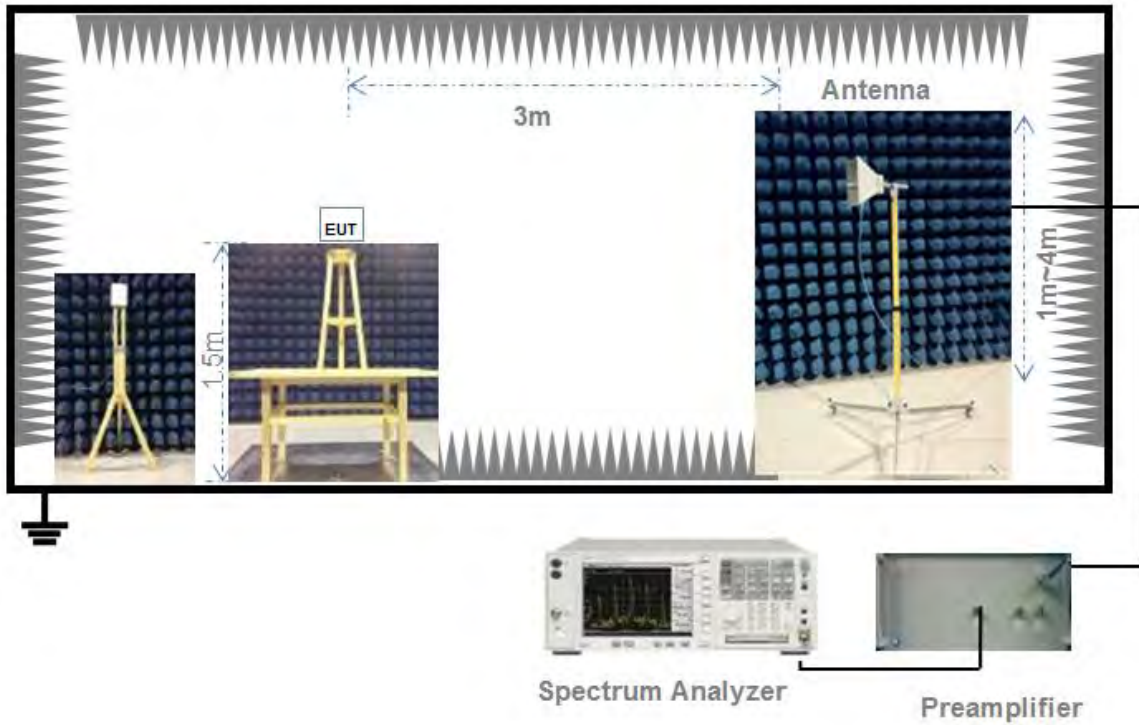 Antenna
3m
EUT
1m~4m
1.5m
Spectrum Analyzer
Preamplifier